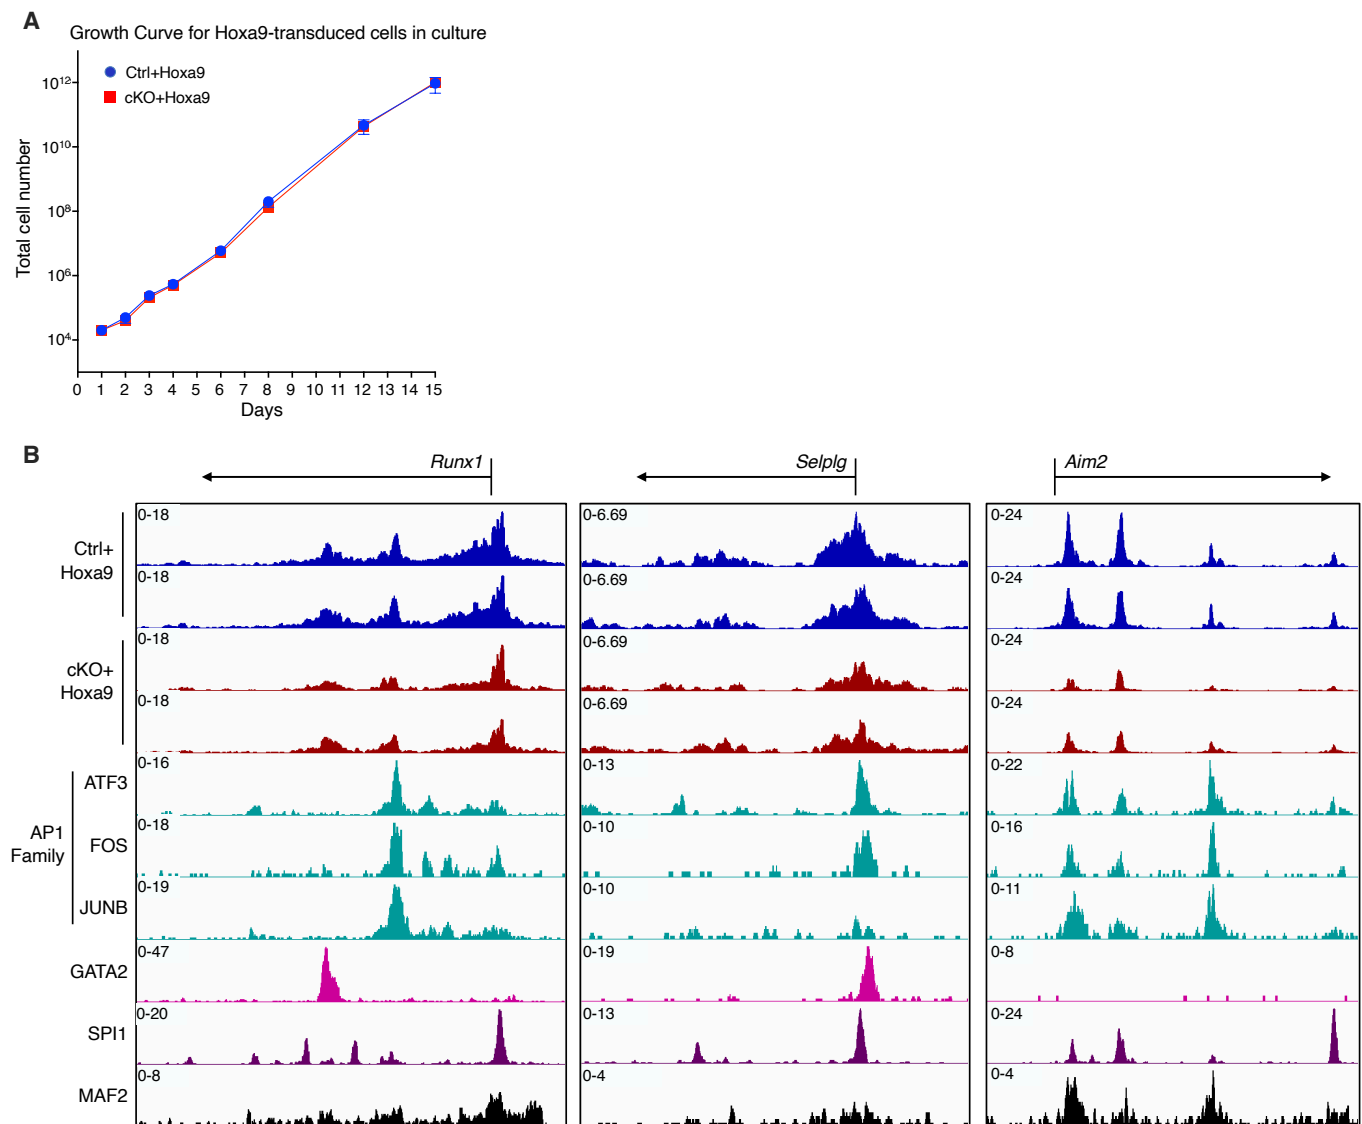 A
Growth Curve for Hoxa9-transduced cells in culture
Ctrl+Hoxa9
cKO+Hoxa9
10¹²
10¹⁰
10⁸
10⁶
10⁴
Total cell number
0 1 2 3 4 5 6 7 8 9 10 11 12 13 14 15
Days
B
Runx1
Selplg
Aim2
Ctrl+
Hoxa9
0-18
0-6.69
0-24
0-18
0-6.69
0-24
cKO+
Hoxa9
0-18
0-6.69
0-24
0-18
0-6.69
0-24
AP1
Family
ATF3
0-16
0-13
0-22
FOS
0-18
0-10
0-16
JUNB
0-19
0-10
0-11
GATA2
0-47
0-19
0-8
SPI1
0-20
0-13
0-24
MAF2
0-8
0-4
0-4